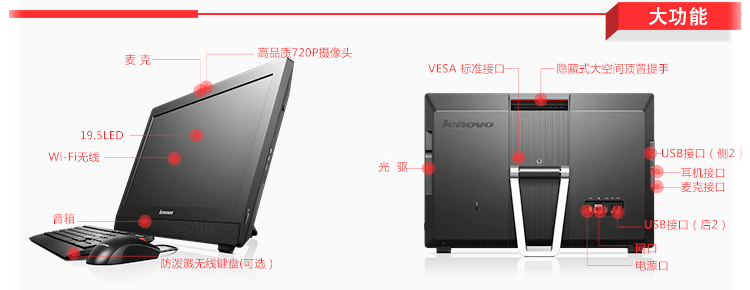 大功能
麦 克
高品质720P摄像头
19.5LED
Wi-Fi无线
音箱
lenovo
防泼溅无线键盘(可选)
VESA 标准接口
隐藏式大空间顶置提手
lenovo
光 驱
USB接口（侧2）
耳机接口
麦克接口
USB接口（后2）
网口
电源口